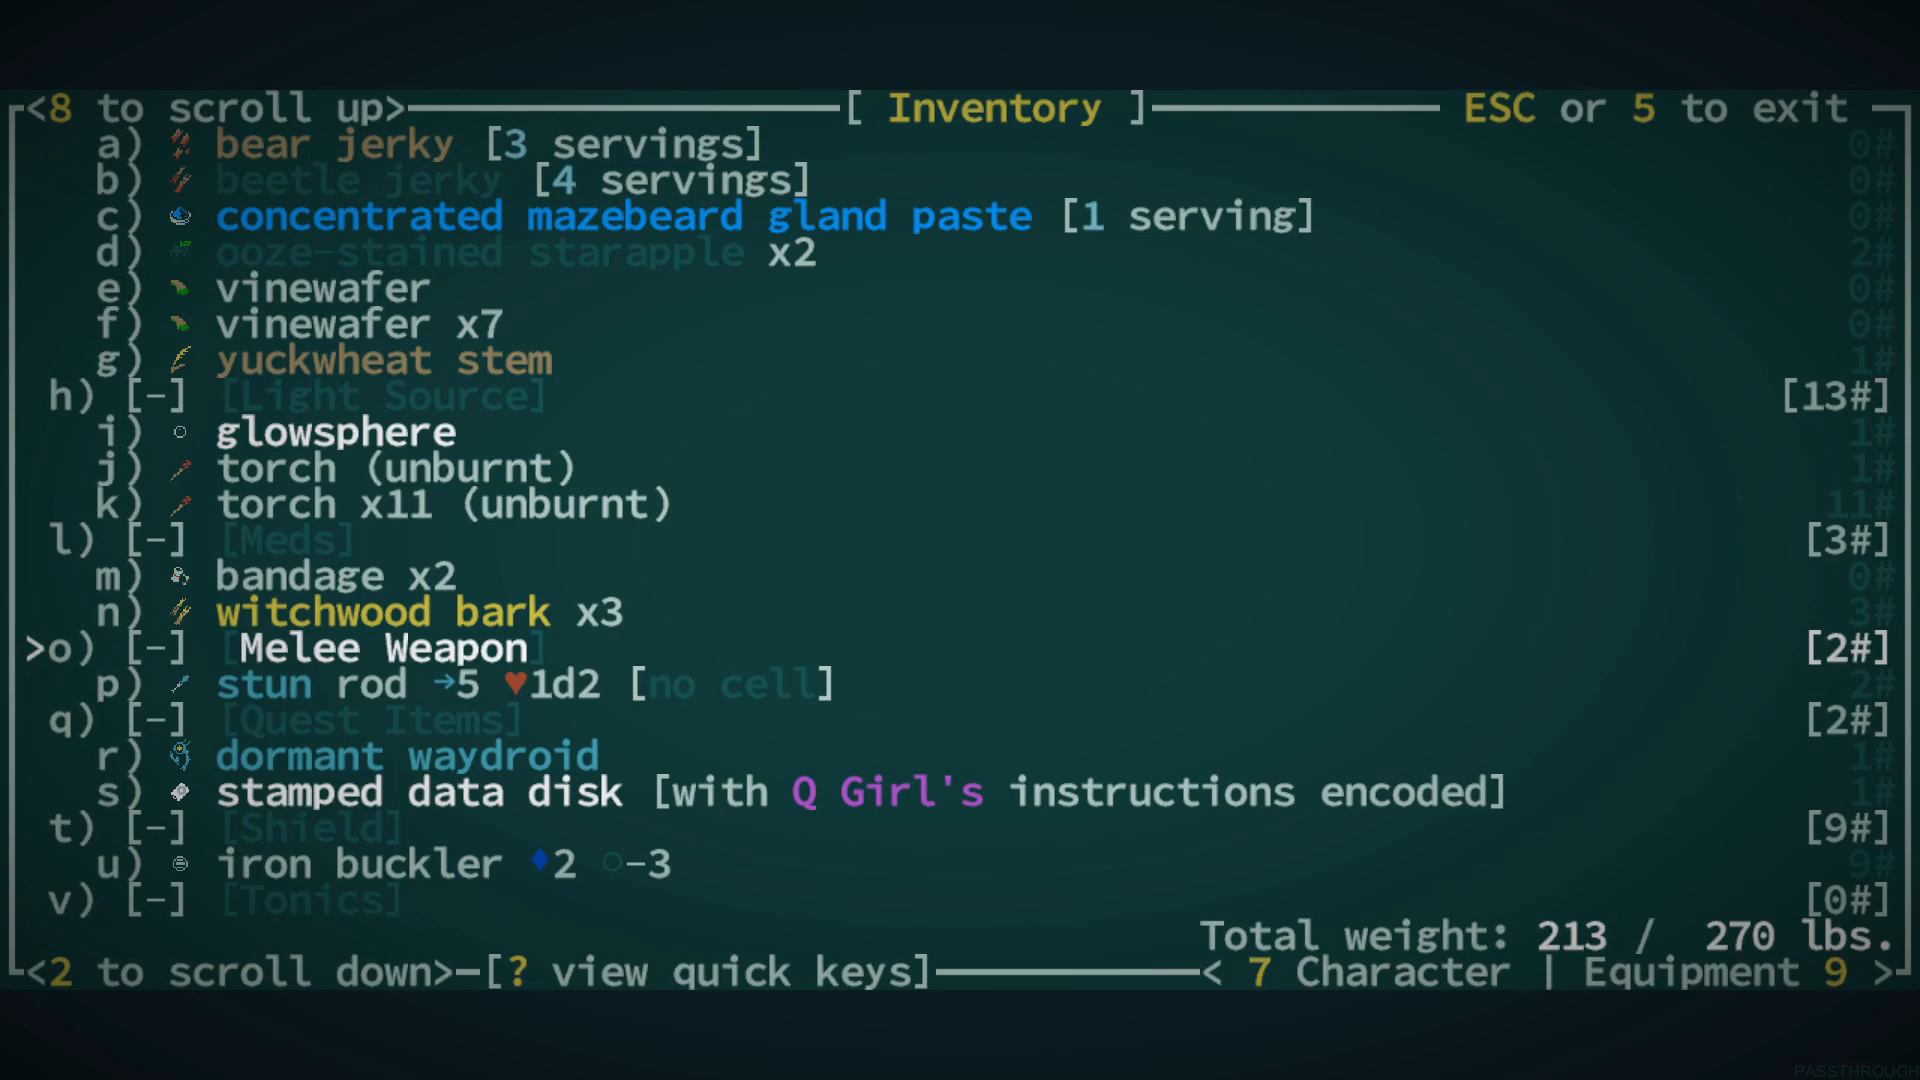 <8 to scroll up> [ Inventory ] ESC or 5 to exit
a) bear jerky [3 servings] 0#
b) beetle jerky [4 servings] 0#
c) concentrated mazebeard gland paste [1 serving] 0#
d) ooze-stained starapple x2 2#
e) vinewafer 0#
f) vinewafer x7 0#
g) yuckwheat stem 1#
h) [-] [Light Source] [13#]
i) glowsphere 1#
j) torch (unburnt) 1#
k) torch x11 (unburnt) 11#
l) [-] [Meds] [3#]
m) bandage x2 0#
n) witchwood bark x3 3#
>o) [-] [Melee Weapon] [2#]
p) stun rod →5 ♥1d2 [no cell] 2#
q) [-] [Quest Items] [2#]
r) dormant waydroid 1#
s) stamped data disk [with Q Girl's instructions encoded] 1#
t) [-] [Shield] [9#]
u) iron buckler ♦2 ○-3 9#
v) [-] [Tonics] [0#]
Total weight: 213 / 270 lbs.
<2 to scroll down> [? view quick keys] < 7 Character | Equipment 9 >
PASSTHROUGH